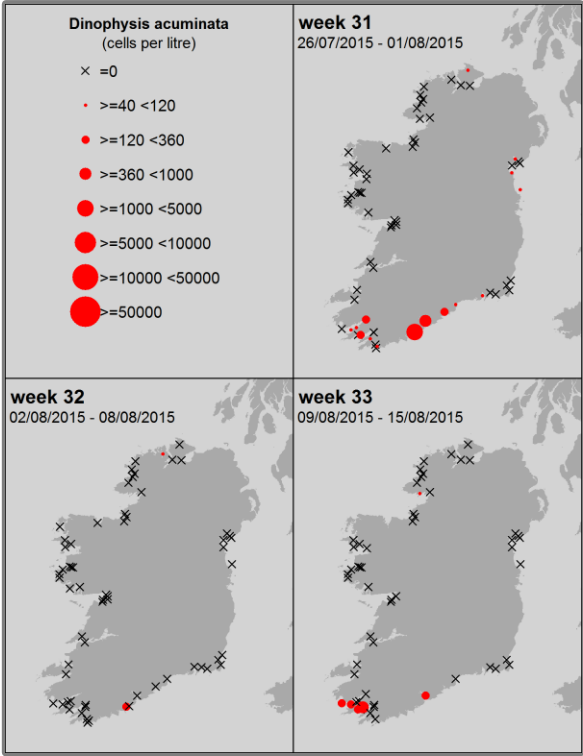 Dinophysis acuminata
(cells per litre)
=0
>=40 <120
>=120 <360
>=360 <1000
>=1000 <5000
>=5000 <10000
>=10000 <50000
>=50000
week 31
26/07/2015 - 01/08/2015
week 32
02/08/2015 - 08/08/2015
week 33
09/08/2015 - 15/08/2015